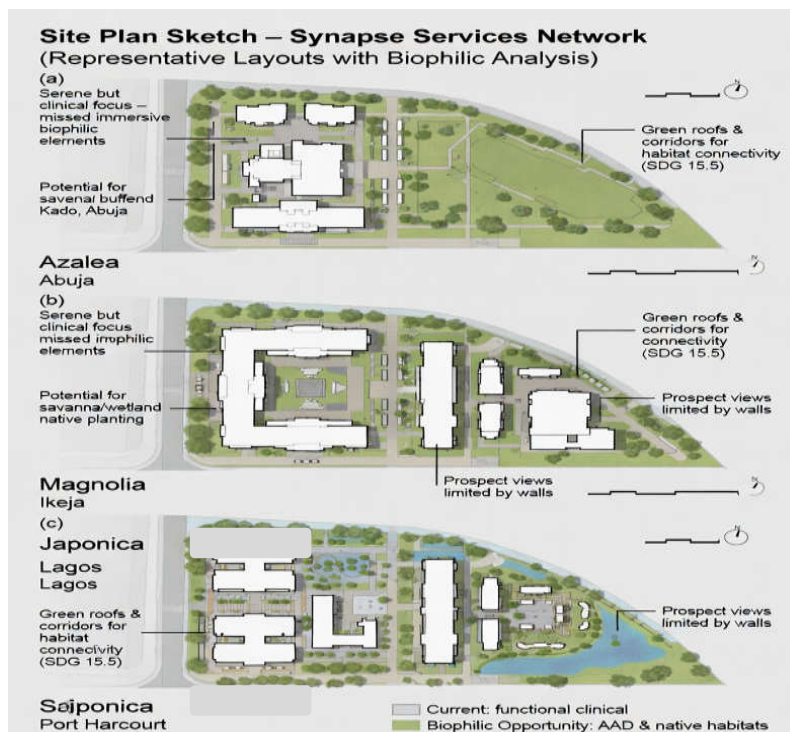 Site Plan Sketch – Synapse Services Network
(Representative Layouts with Biophilic Analysis)
(a)
Serene but
clinical focus –
missed immersive
biophilic
elements
Potential for
savenal buffend
Kado, Abuja
N
Green roofs &
corridors for
habitat connectivity
(SDG 15.5)
Azalea
Abuja
N
(b)
Serene but
clinical focus
missed imphilic
elements
Potential for
savanna/wetland
native planting
Green roofs &
corridors for
connectivity
(SDG 15.5)
Prospect views
limited by walls
Prospect views
limited by walls
Magnolia
Ikeja
N
(c)
Japonica
Lagos
Lagos
N
Green roofs &
corridors for
habitat
connectivity
(SDG 15.5)
Prospect views
limited by walls
Saiponica
Port Harcourt
Current: functional clinical
Biophilic Opportunity: AAD & native habitats